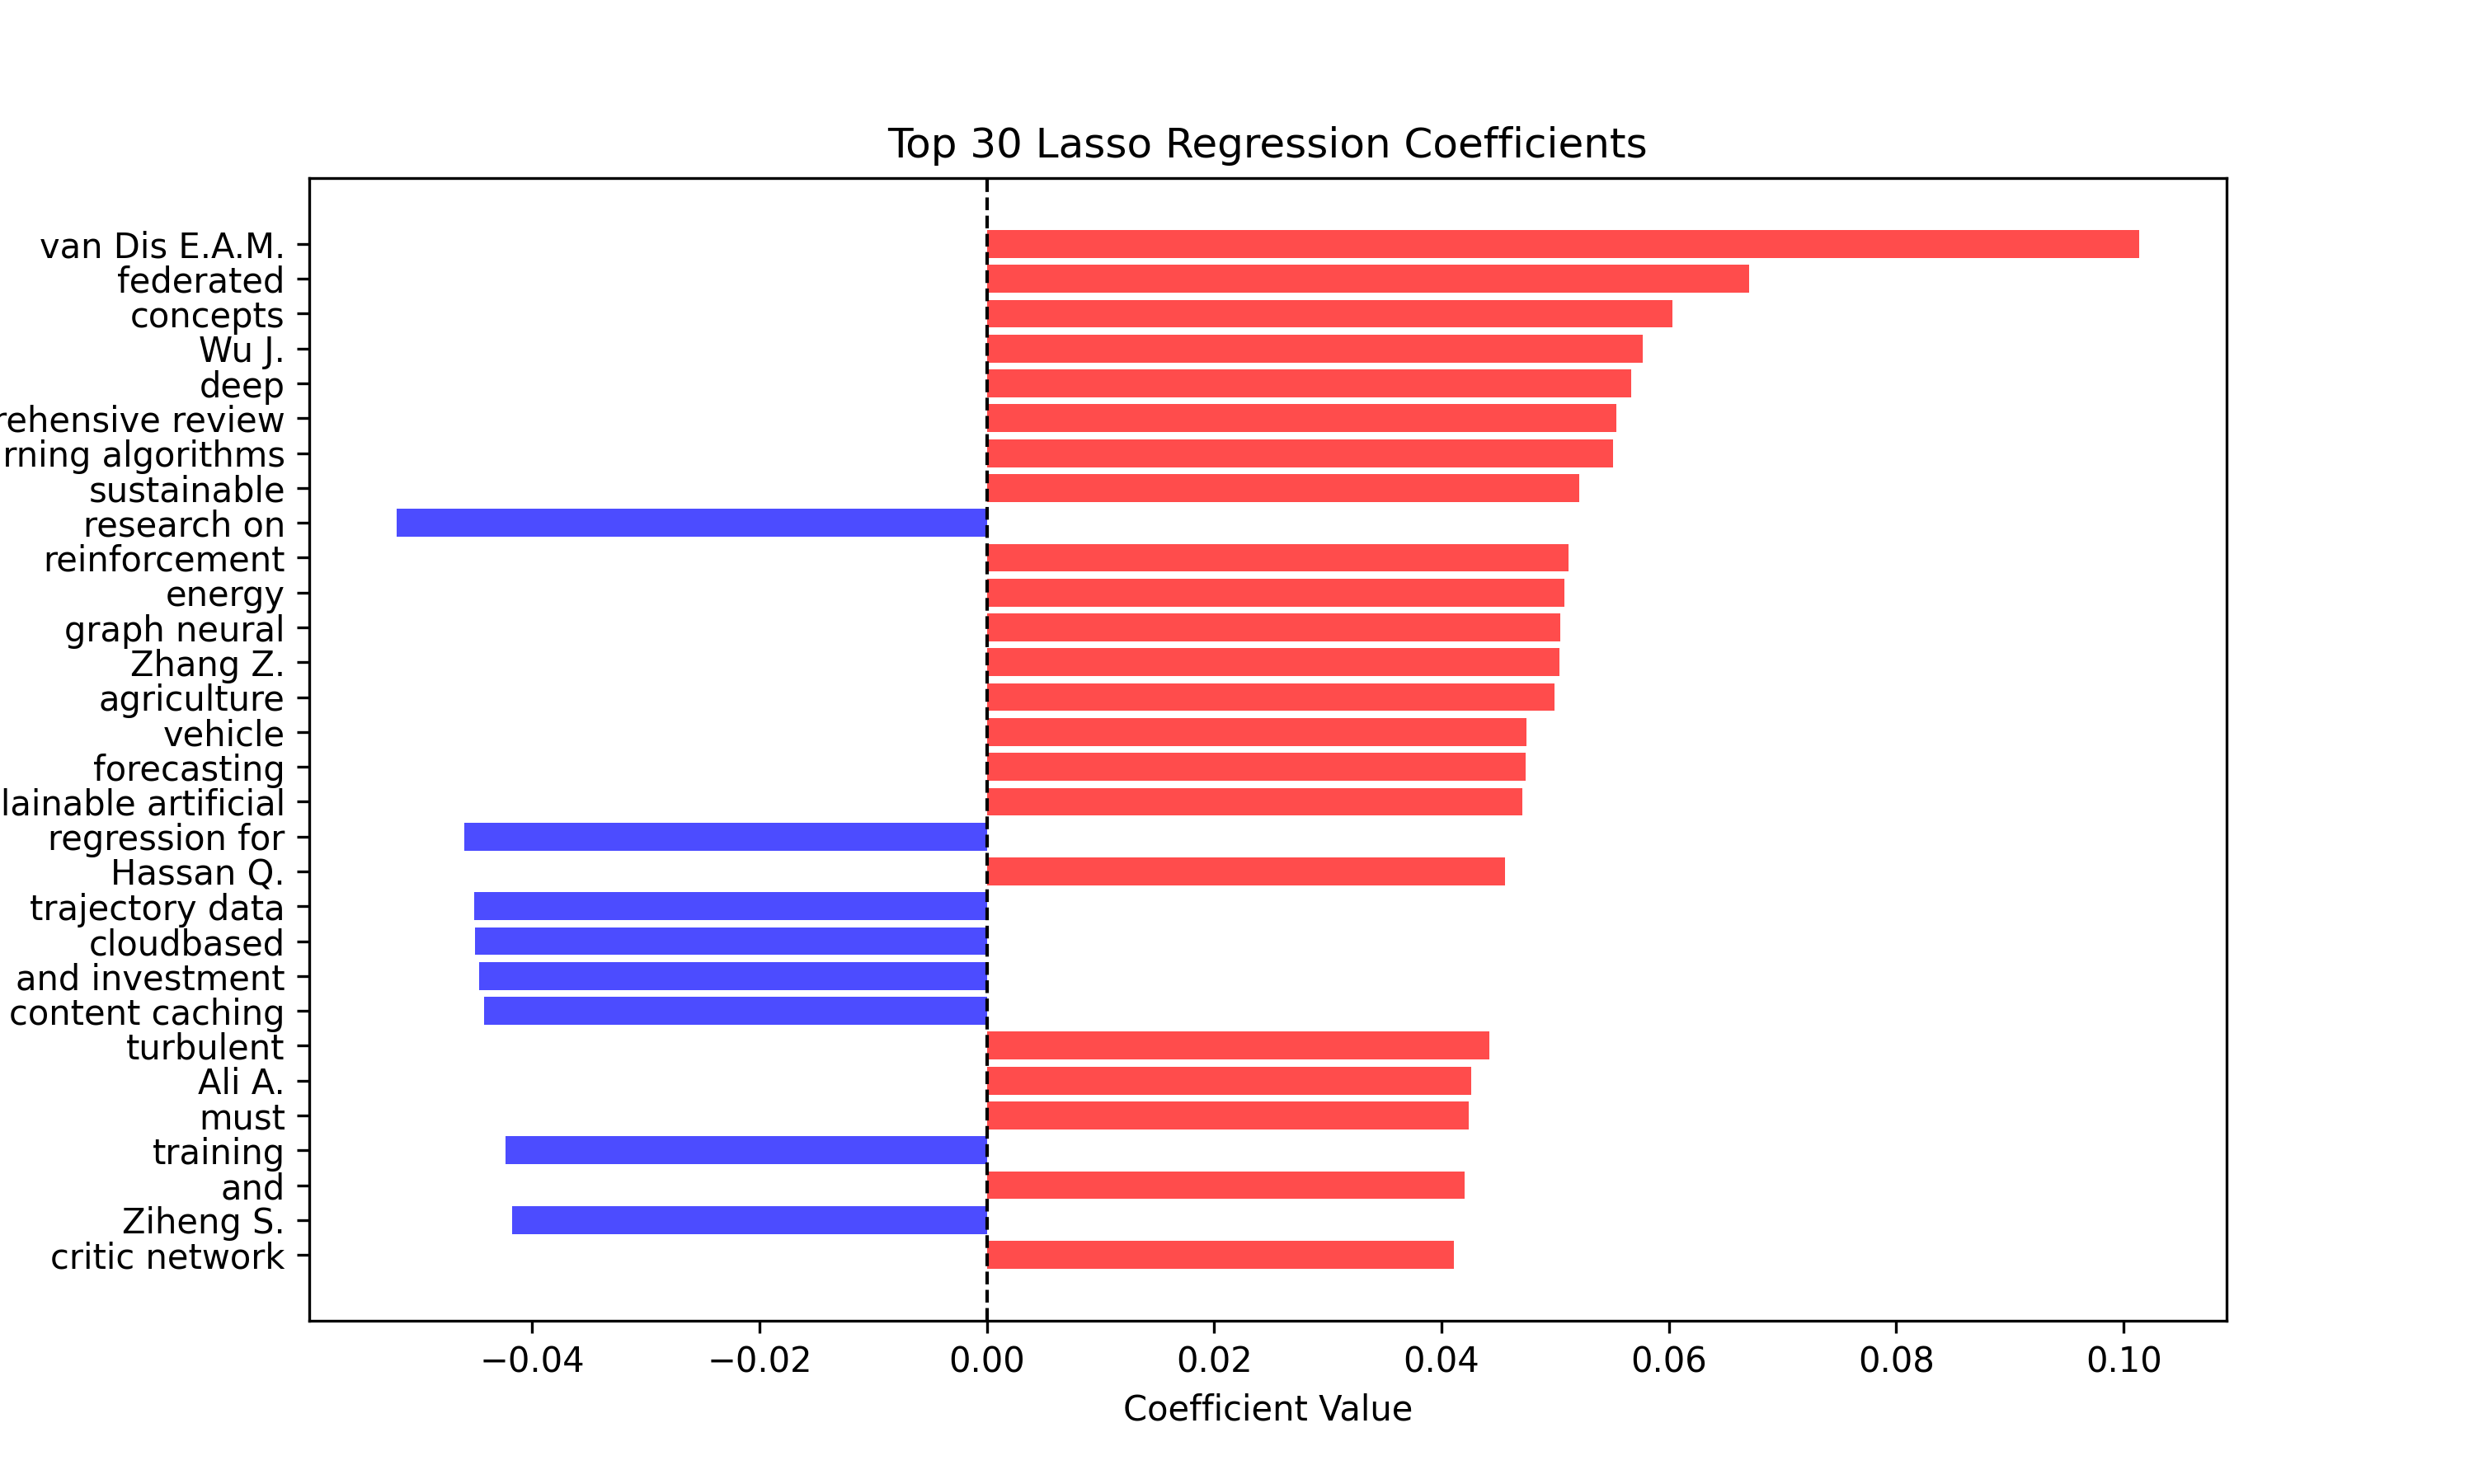 Top 30 Lasso Regression Coefficients
van Dis E.A.M.
federated
concepts
Wu J.
deep
rehensive review
rning algorithms
sustainable
research on
reinforcement
energy
graph neural
Zhang Z.
agriculture
vehicle
forecasting
lainable artificial
regression for
Hassan Q.
trajectory data
cloudbased
and investment
content caching
turbulent
Ali A.
must
training
and
Ziheng S.
critic network
−0.04 −0.02 0.00 0.02 0.04 0.06 0.08 0.10
Coefficient Value